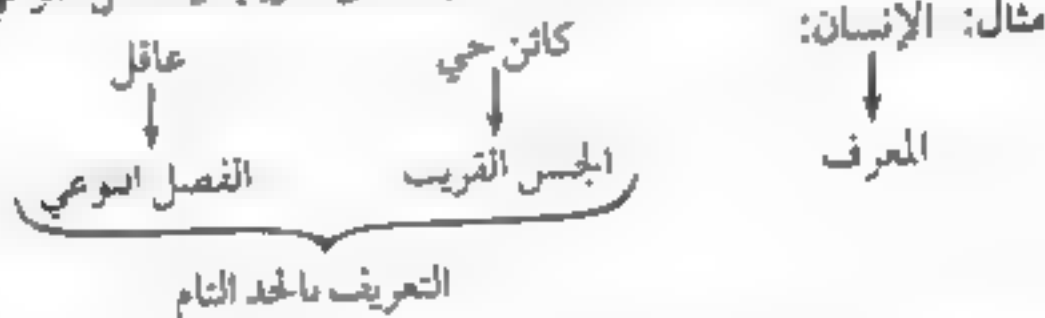 مثال: الإنسان: كائن حي عاقل
المعرف الجنس القريب الفصل النوعي
التعريف بالحد التام